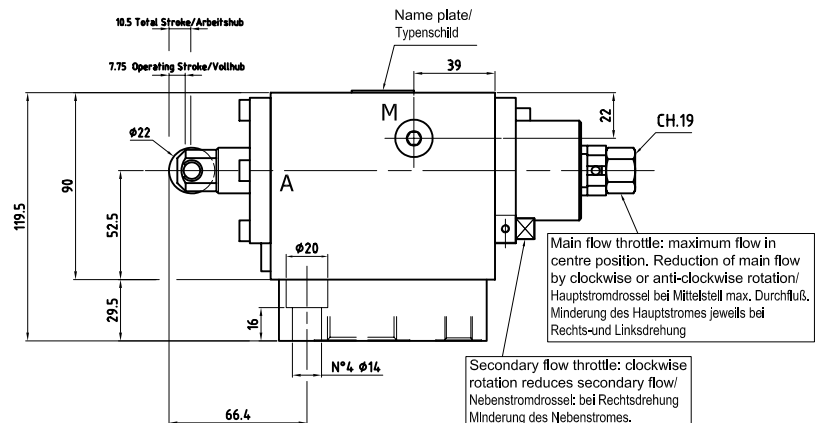 10.5 Total Stroke/Arbeitshub
Name plate/
Typenschild
7.75 Operating Stroke/Vollhub
39
M
22
CH.19
ø22
A
119.5
90
52.5
29.5
ø20
16
N°4 ø14
66.4
Main flow throttle: maximum flow in
centre position. Reduction of main flow
by clockwise or anti-clockwise rotation/
Hauptstromdrossel bei Mittelstell max. Durchfluß.
Minderung des Hauptstromes jeweils bei
Rechts-und Linksdrehung
Secondary flow throttle: clockwise
rotation reduces secondary flow/
Nebenstromdrossel: bei Rechtsdrehung
MInderung des Nebenstromes.